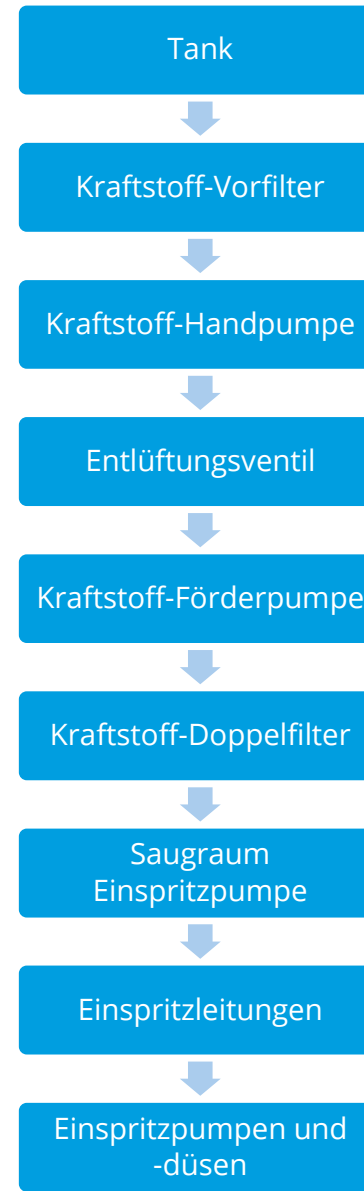 Tank
Kraftstoff-Vorfilter
Kraftstoff-Handpumpe
Entlüftungsventil
Kraftstoff-Förderpumpe
Kraftstoff-Doppelfilter
Saugraum
Einspritzpumpe
Einspritzleitungen
Einspritzpumpen und
-düsen